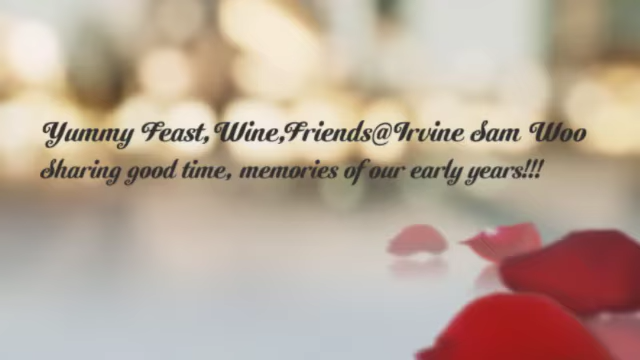 Yummy Feast,Wine,Friends@Irvine Sam Woo
Sharing good time, memories of our early years!!!